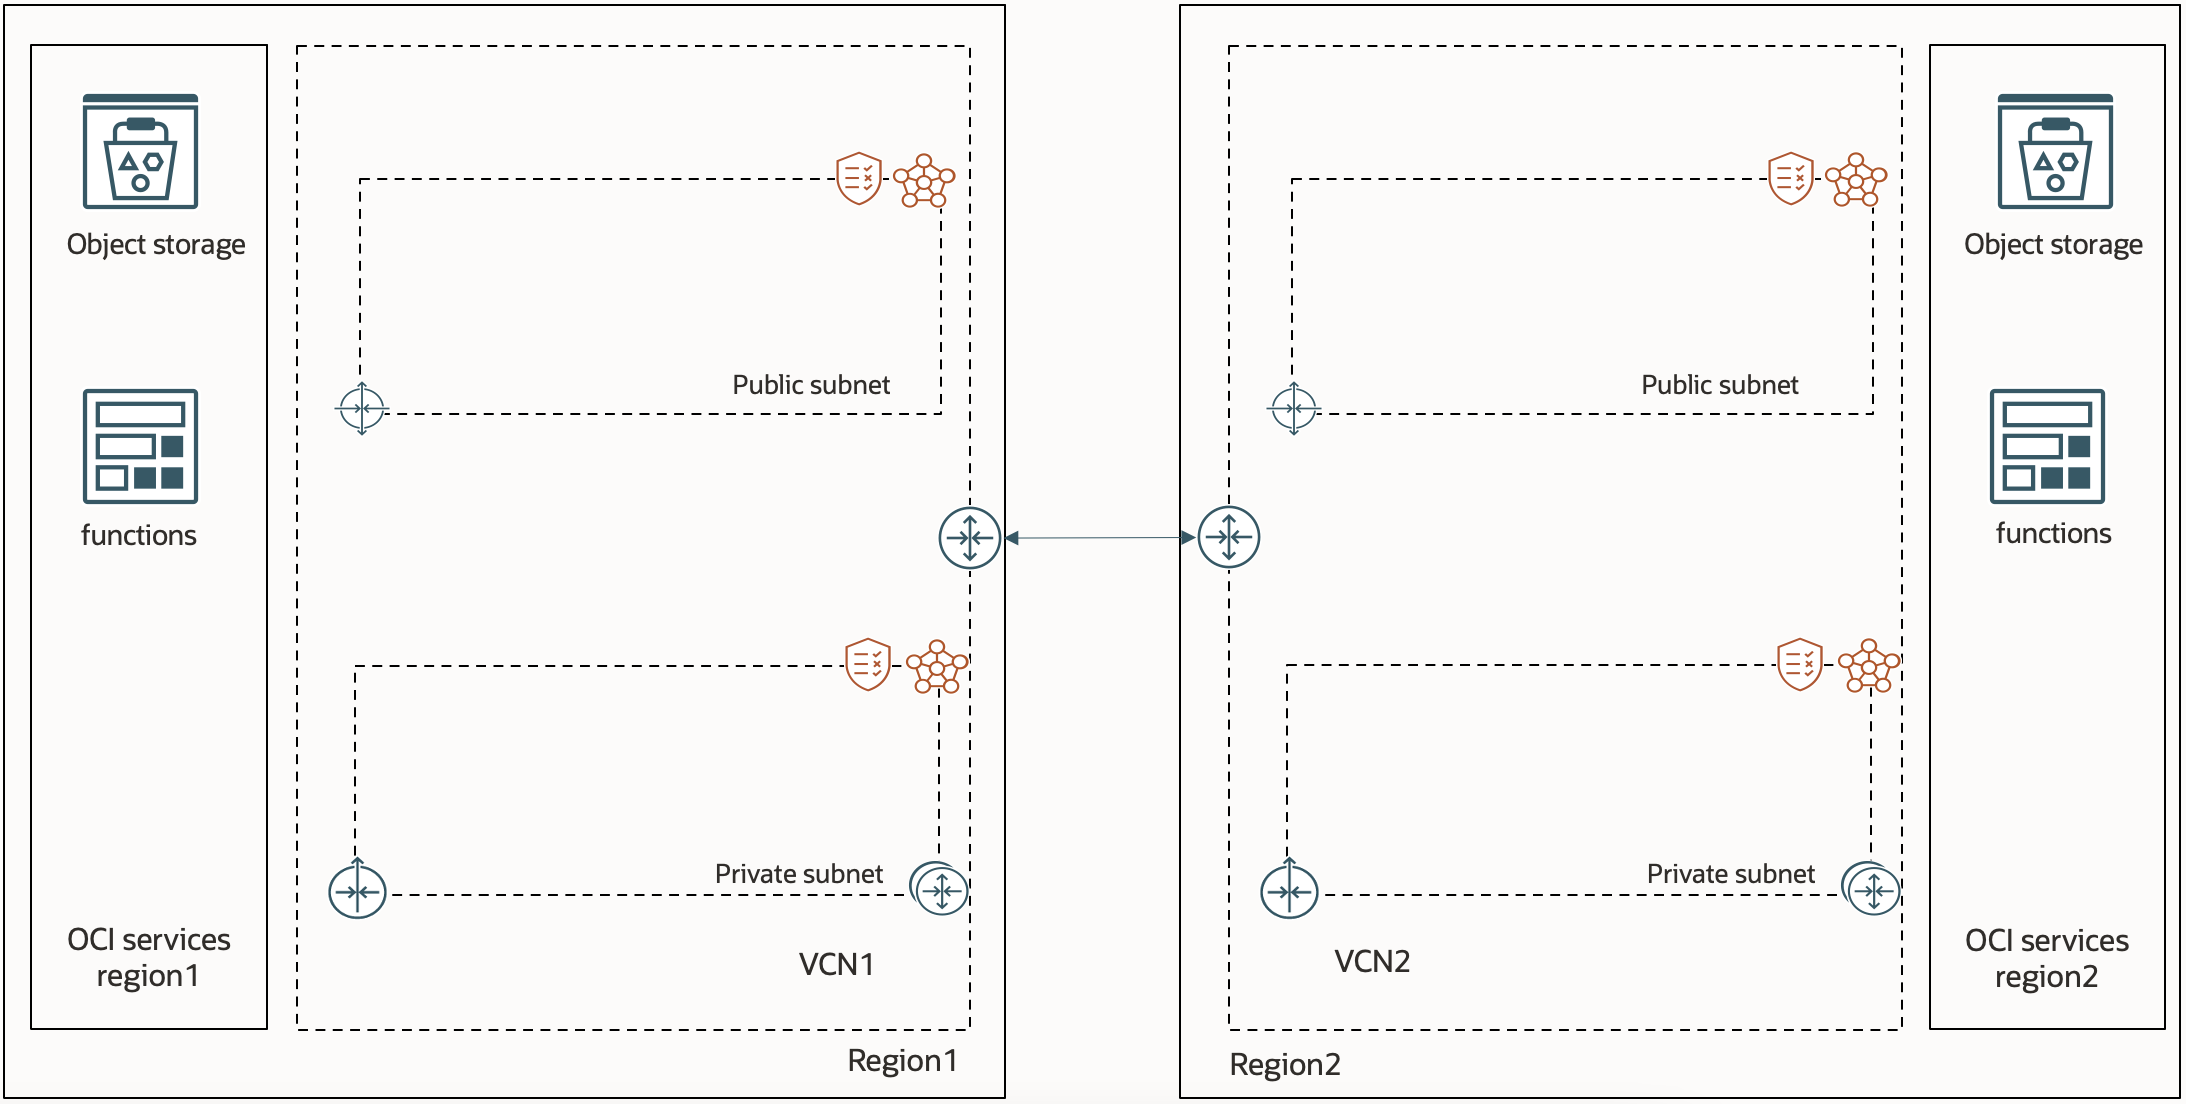 Object storage
functions
OCI services
region1
Public subnet
Private subnet
VCN1
Region1
Public subnet
Private subnet
VCN2
Region2
Object storage
functions
OCI services
region2